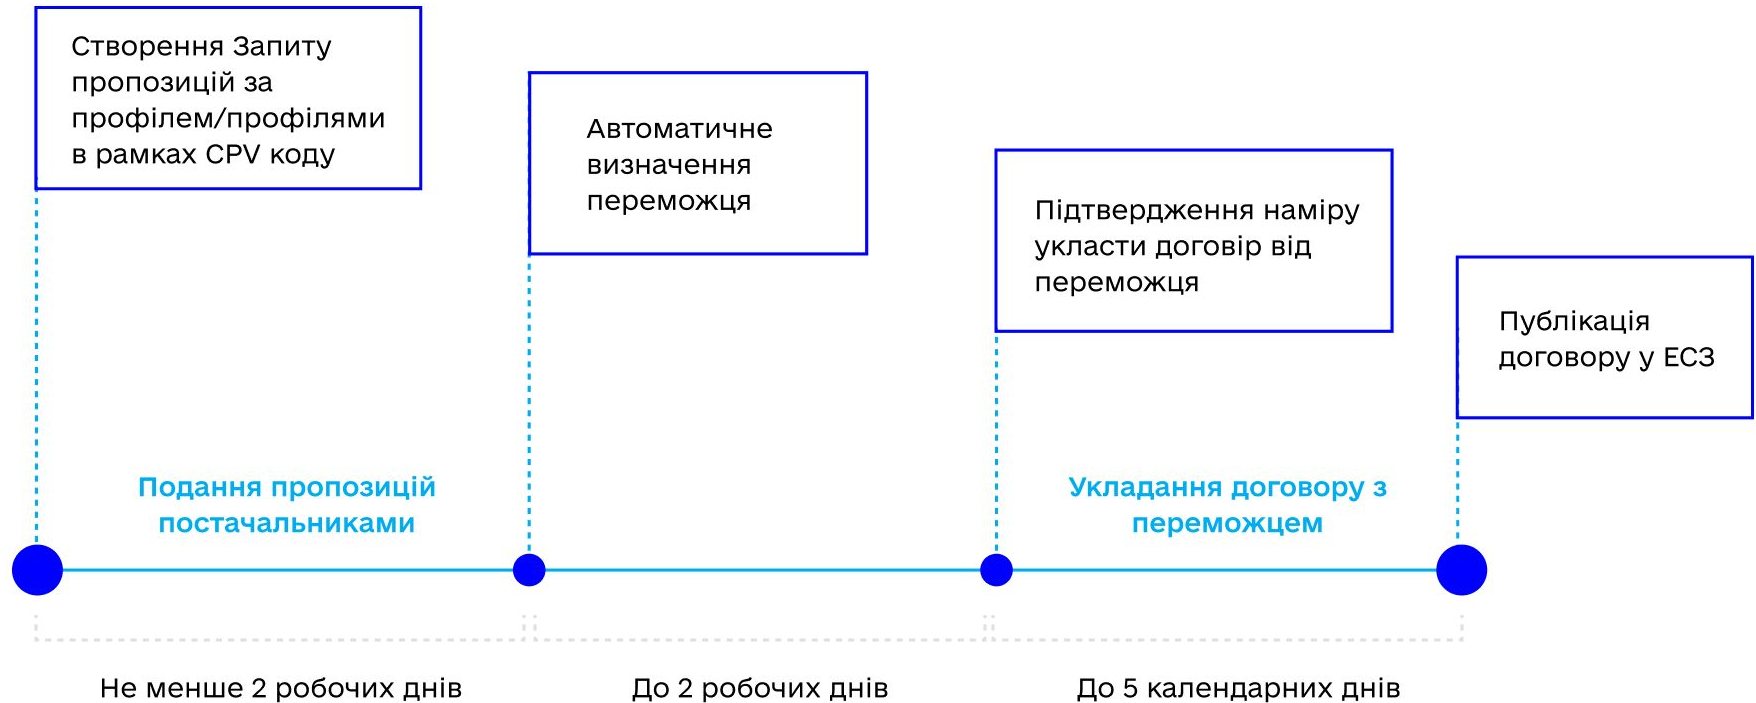 Створення Запиту
пропозицій за
профілем/профілями
в рамках CPV коду
Автоматичне
визначення
переможця
Підтвердження наміру
укласти договір від
переможця
Публікація
договору у ЕСЗ
Подання пропозицій
постачальниками
Укладання договору з
переможцем
Не менше 2 робочих днів
До 2 робочих днів
До 5 календарних днів